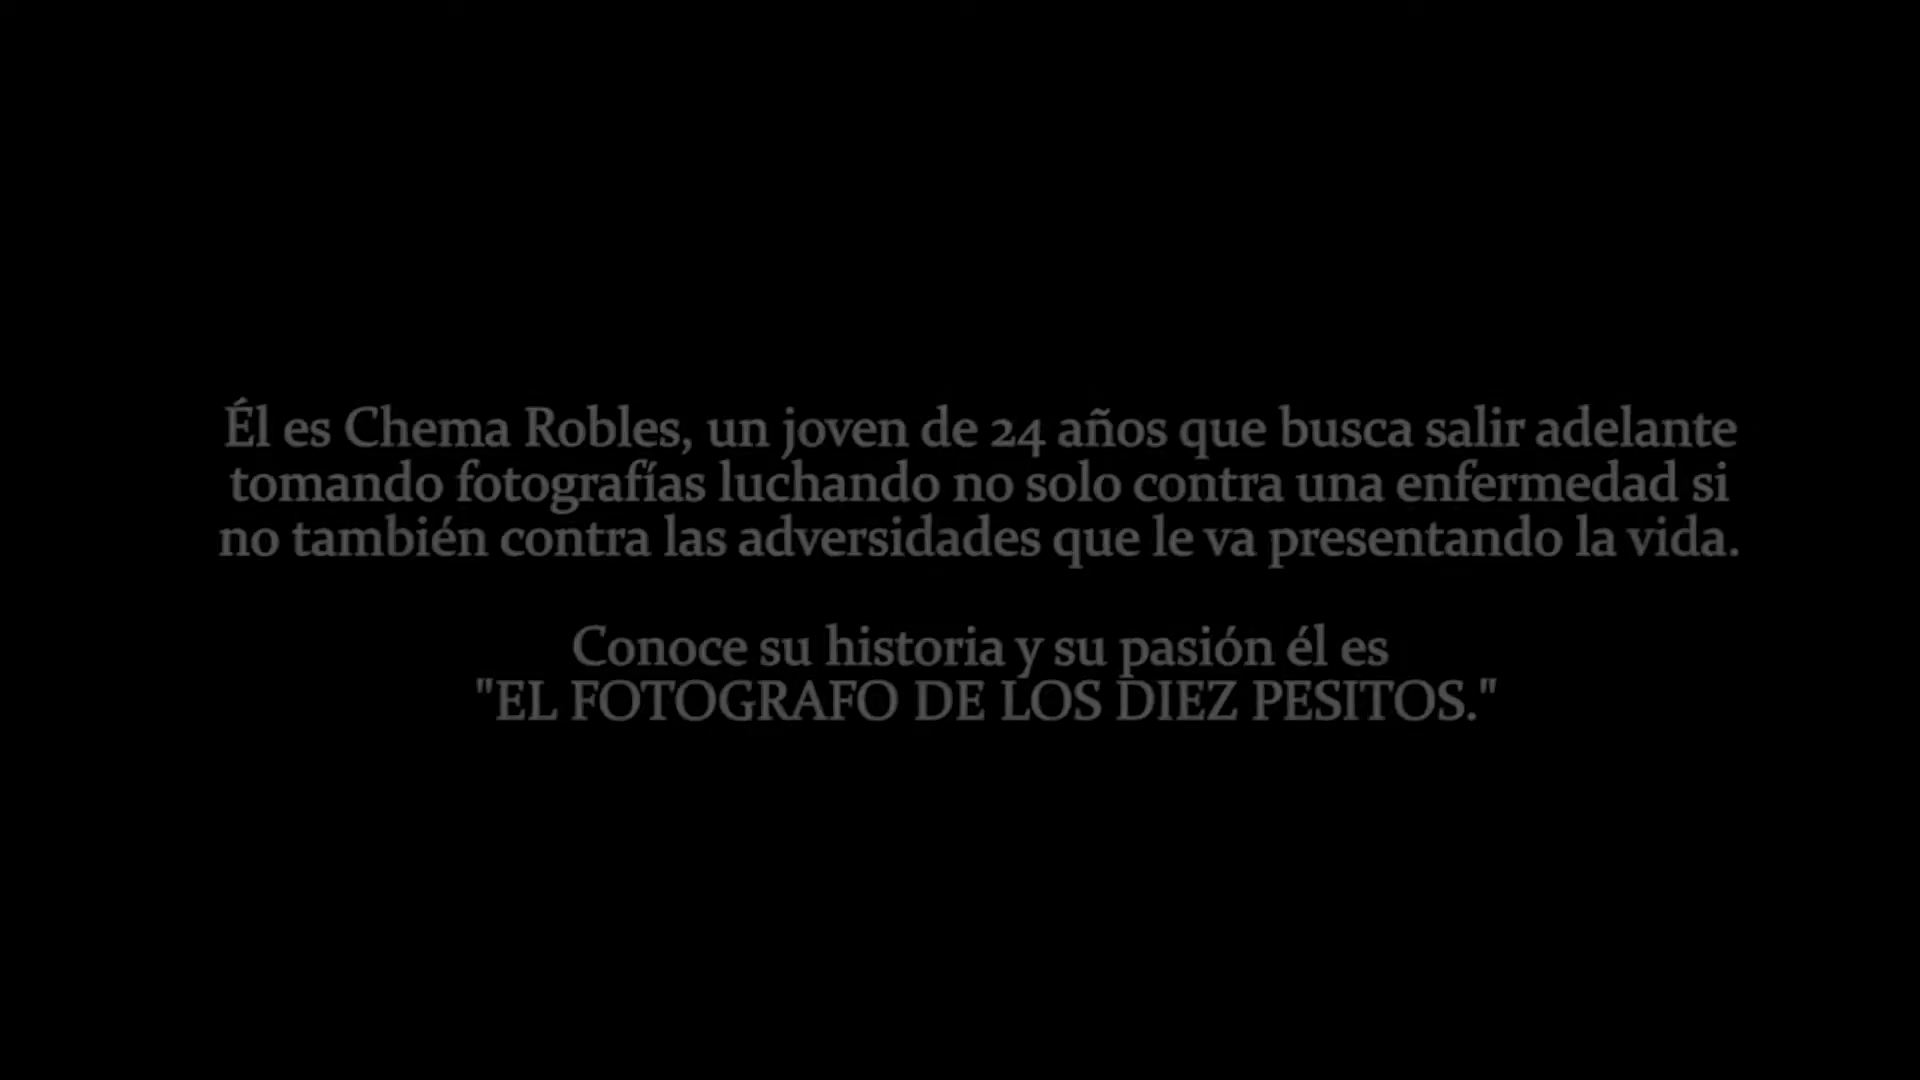 Él es Chema Robles, un joven de 24 años que busca salir adelante
tomando fotografías luchando no solo contra una enfermedad si
no también contra las adversidades que le va presentando la vida.
Conoce su historia y su pasión él es
"EL FOTOGRAFO DE LOS DIEZ PESITOS."